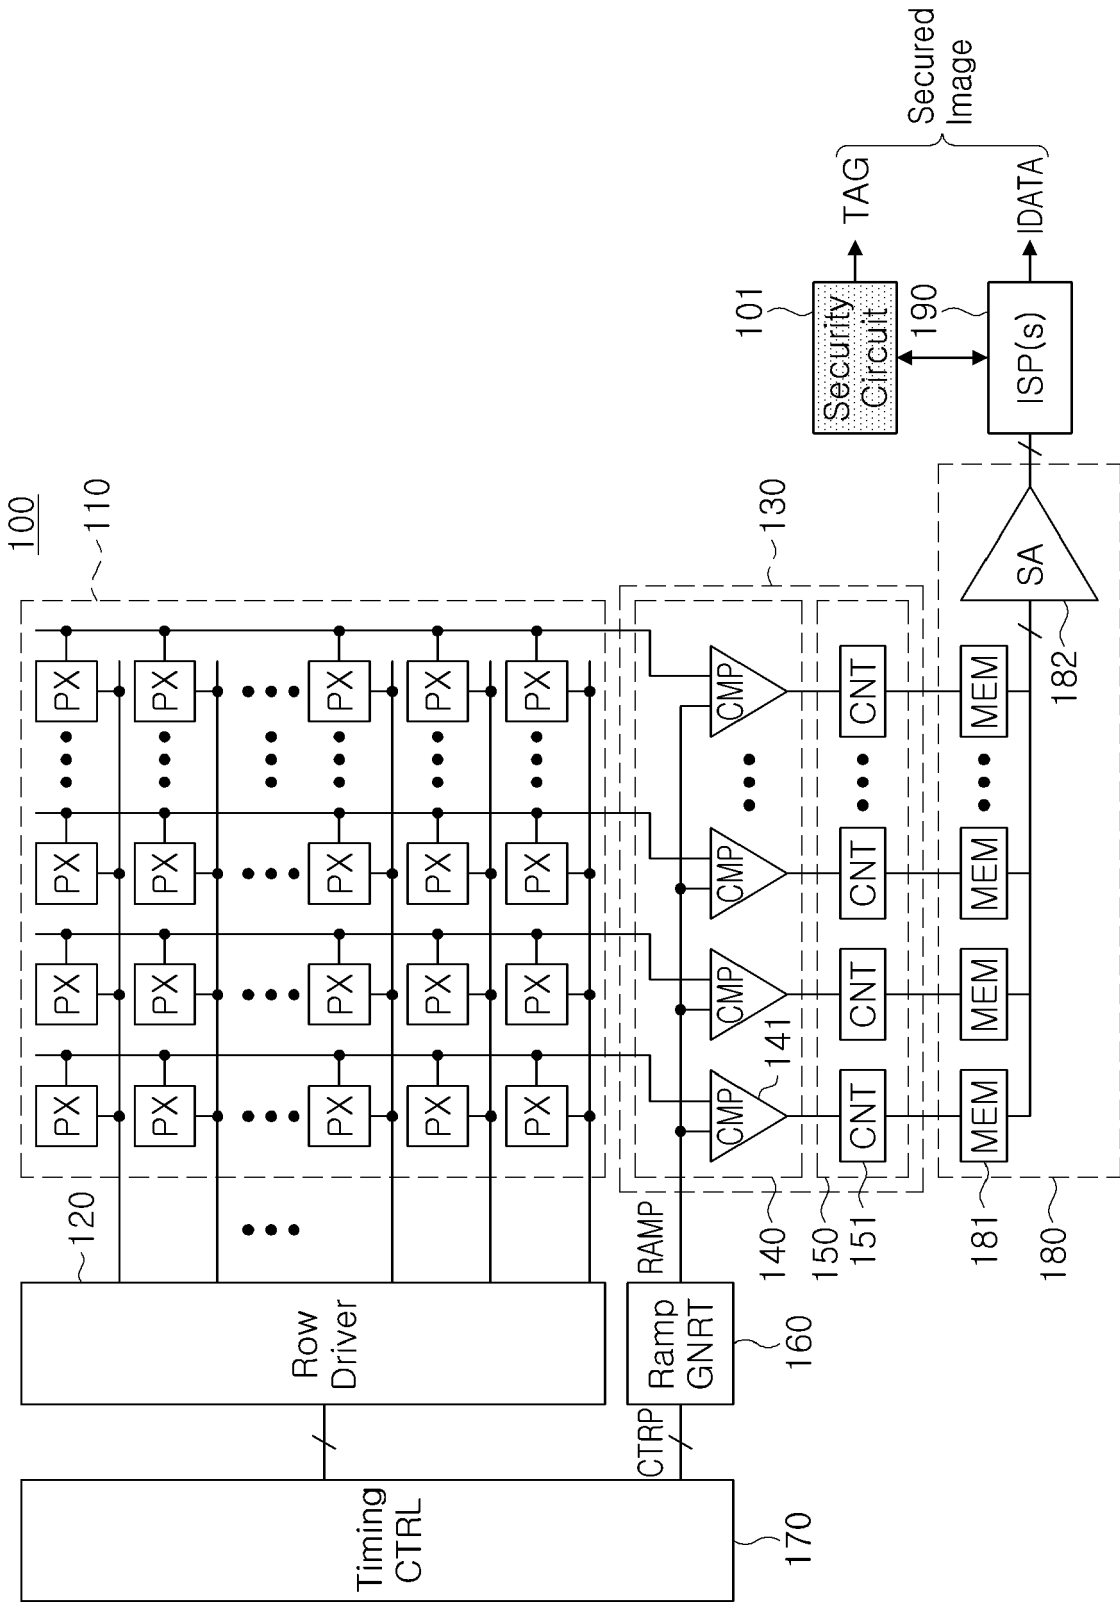 100
120
110
PX PX PX PX
PX PX PX PX
Timing
CTRL
Row
Driver
PX PX PX PX
PX PX PX PX
PX PX PX PX
CTRP
Ramp
GNRT
RAMP
CMP CMP CMP CMP
141
130
140
170
160
150
151
CNT CNT CNT CNT
101
Security
Circuit
TAG
190
Secured
Image
MEM MEM MEM MEM
181
SA
ISP(s)
IDATA
180
182